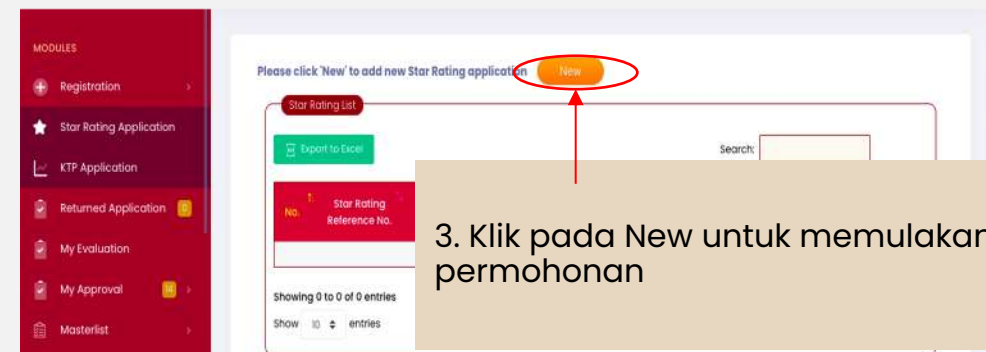 MODULES
Registration
Star Rating Application
KTP Application
Returned Application 0
My Evaluation
My Approval 14
Masterlist
Please click 'New' to add new Star Rating application New
Star Rating List
Export to Excel
Search:
No. Star Rating
Reference No.
3. Klik pada New untuk memulakan
permohonan
Showing 0 to 0 of 0 entries
Show 10 entries